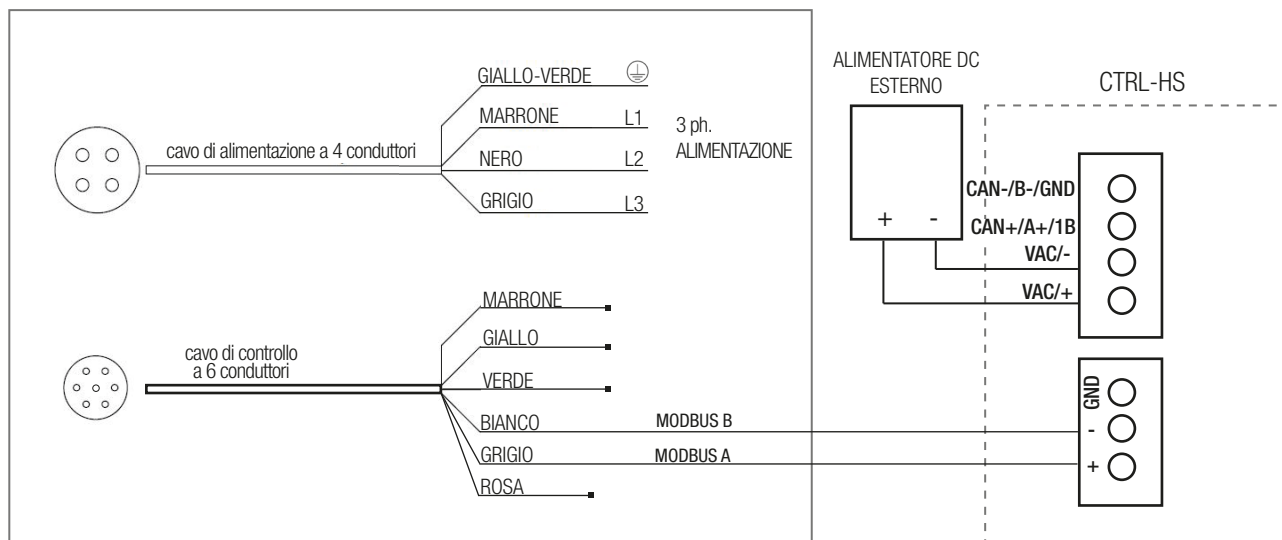 GIALLO-VERDE
MARRONE L1
NERO L2
GRIGIO L3
cavo di alimentazione a 4 conduttori
3 ph.
ALIMENTAZIONE
ALIMENTATORE DC
ESTERNO
+ -
CTRL-HS
CAN-/B-/GND
CAN+/A+/1B
VAC/-
VAC/+
cavo di controllo
a 6 conduttori
MARRONE
GIALLO
VERDE
BIANCO MODBUS B
GRIGIO MODBUS A
ROSA
GND
-
+